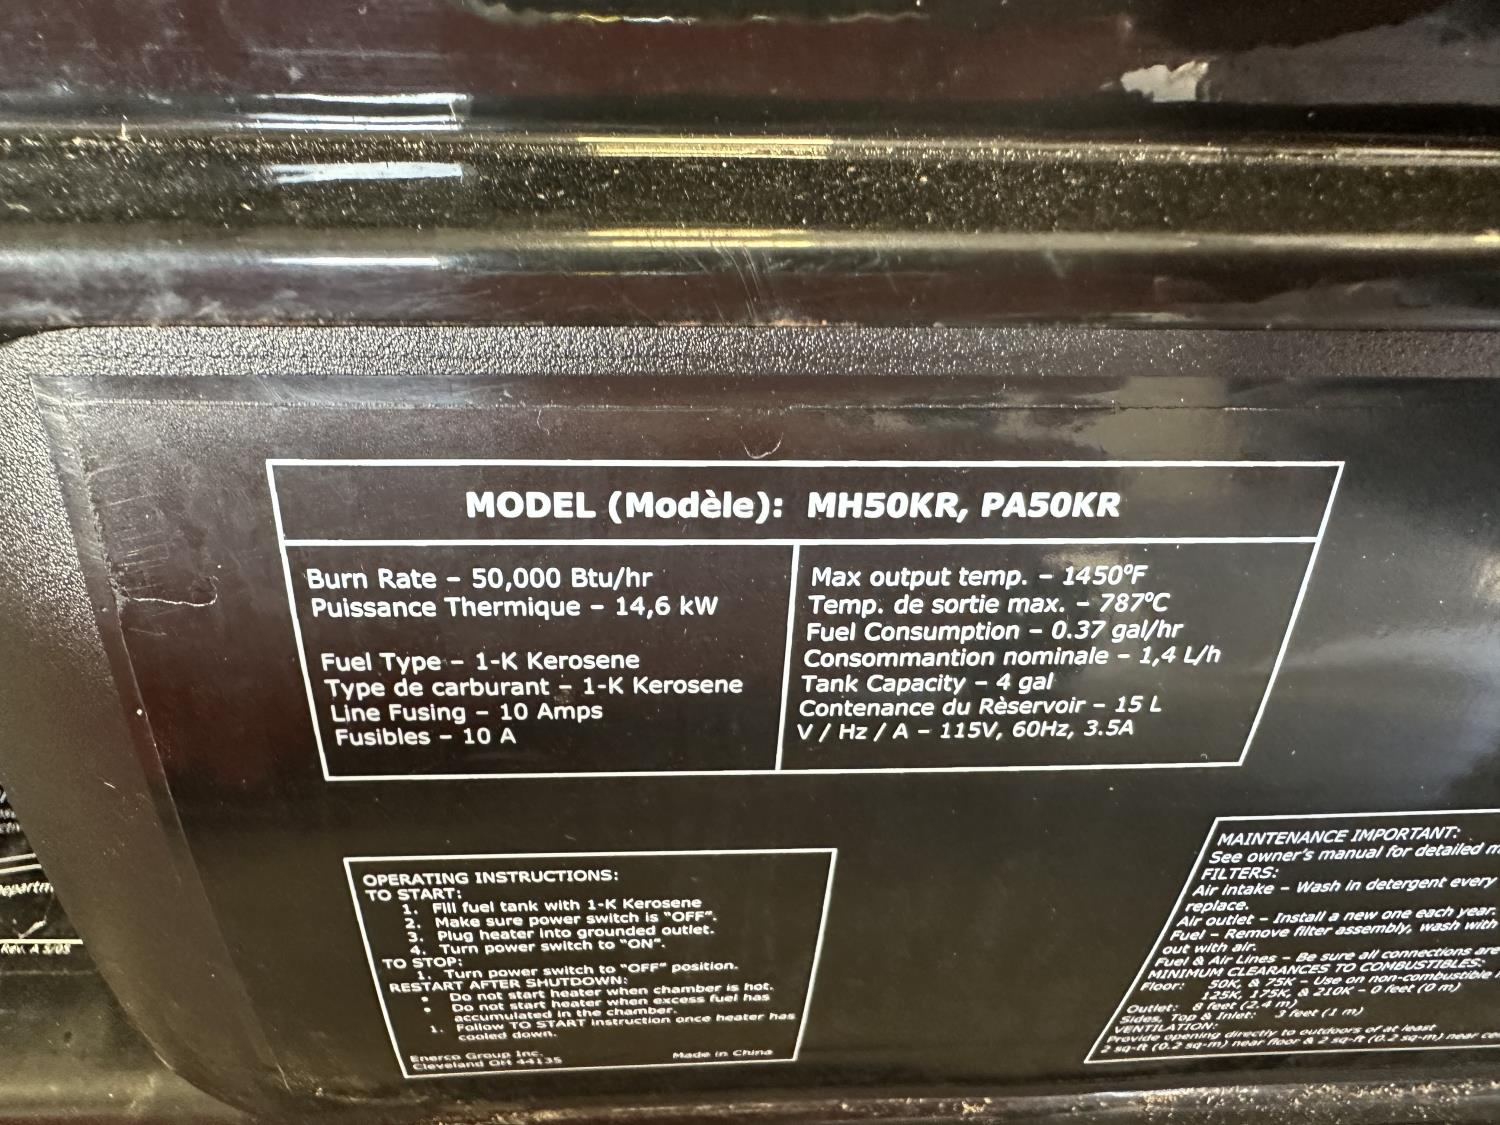 MODEL (Modèle): MH50KR, PA50KR
Burn Rate – 50,000 Btu/hr
Puissance Thermique – 14,6 kW
Fuel Type – 1-K Kerosene
Type de carburant – 1-K Kerosene
Line Fusing – 10 Amps
Fusibles – 10 A
Max output temp. – 1450ºF
Temp. de sortie max. – 787ºC
Fuel Consumption – 0.37 gal/hr
Consommantion nominale – 1,4 L/h
Tank Capacity – 4 gal
Contenance du Rèservoir – 15 L
V / Hz / A – 115V, 60Hz, 3.5A
OPERATING INSTRUCTIONS:
TO START:
1. Fill fuel tank with 1-K Kerosene
2. Make sure power switch is "OFF".
3. Plug heater into grounded outlet.
4. Turn power switch to "ON".
TO STOP:
1. Turn power switch to "OFF" position.
RESTART AFTER SHUTDOWN:
• Do not start heater when chamber is hot.
• Do not start heater when excess fuel has
accumulated in the chamber.
1. Follow TO START instruction once heater has
cooled down.
Enerco Group Inc.
Cleveland OH 44135
Made in China
MAINTENANCE IMPORTANT:
See owner's manual for detailed
FILTERS:
Air Intake – Wash in detergent every
replace.
Air outlet – Install a new one each year.
Fuel – Remove filter assembly, wash with
out with air.
Fuel & Air Lines – Be sure all connections are
MINIMUM CLEARANCES TO COMBUSTIBLES:
Floor: 50K, & 75K – Use on non-combustible
125K, 175K, & 210K – 0 feet (0 m)
Outlet: 8 feet (2.4 m)
Sides, Top & Inlet: 3 feet (1 m)
VENTILATION:
Provide opening directly to outdoors of at least
2 sq-ft (0.2 sq-m) near floor & 2 sq-ft (0.2 sq-m) near
Rev. A 5/05